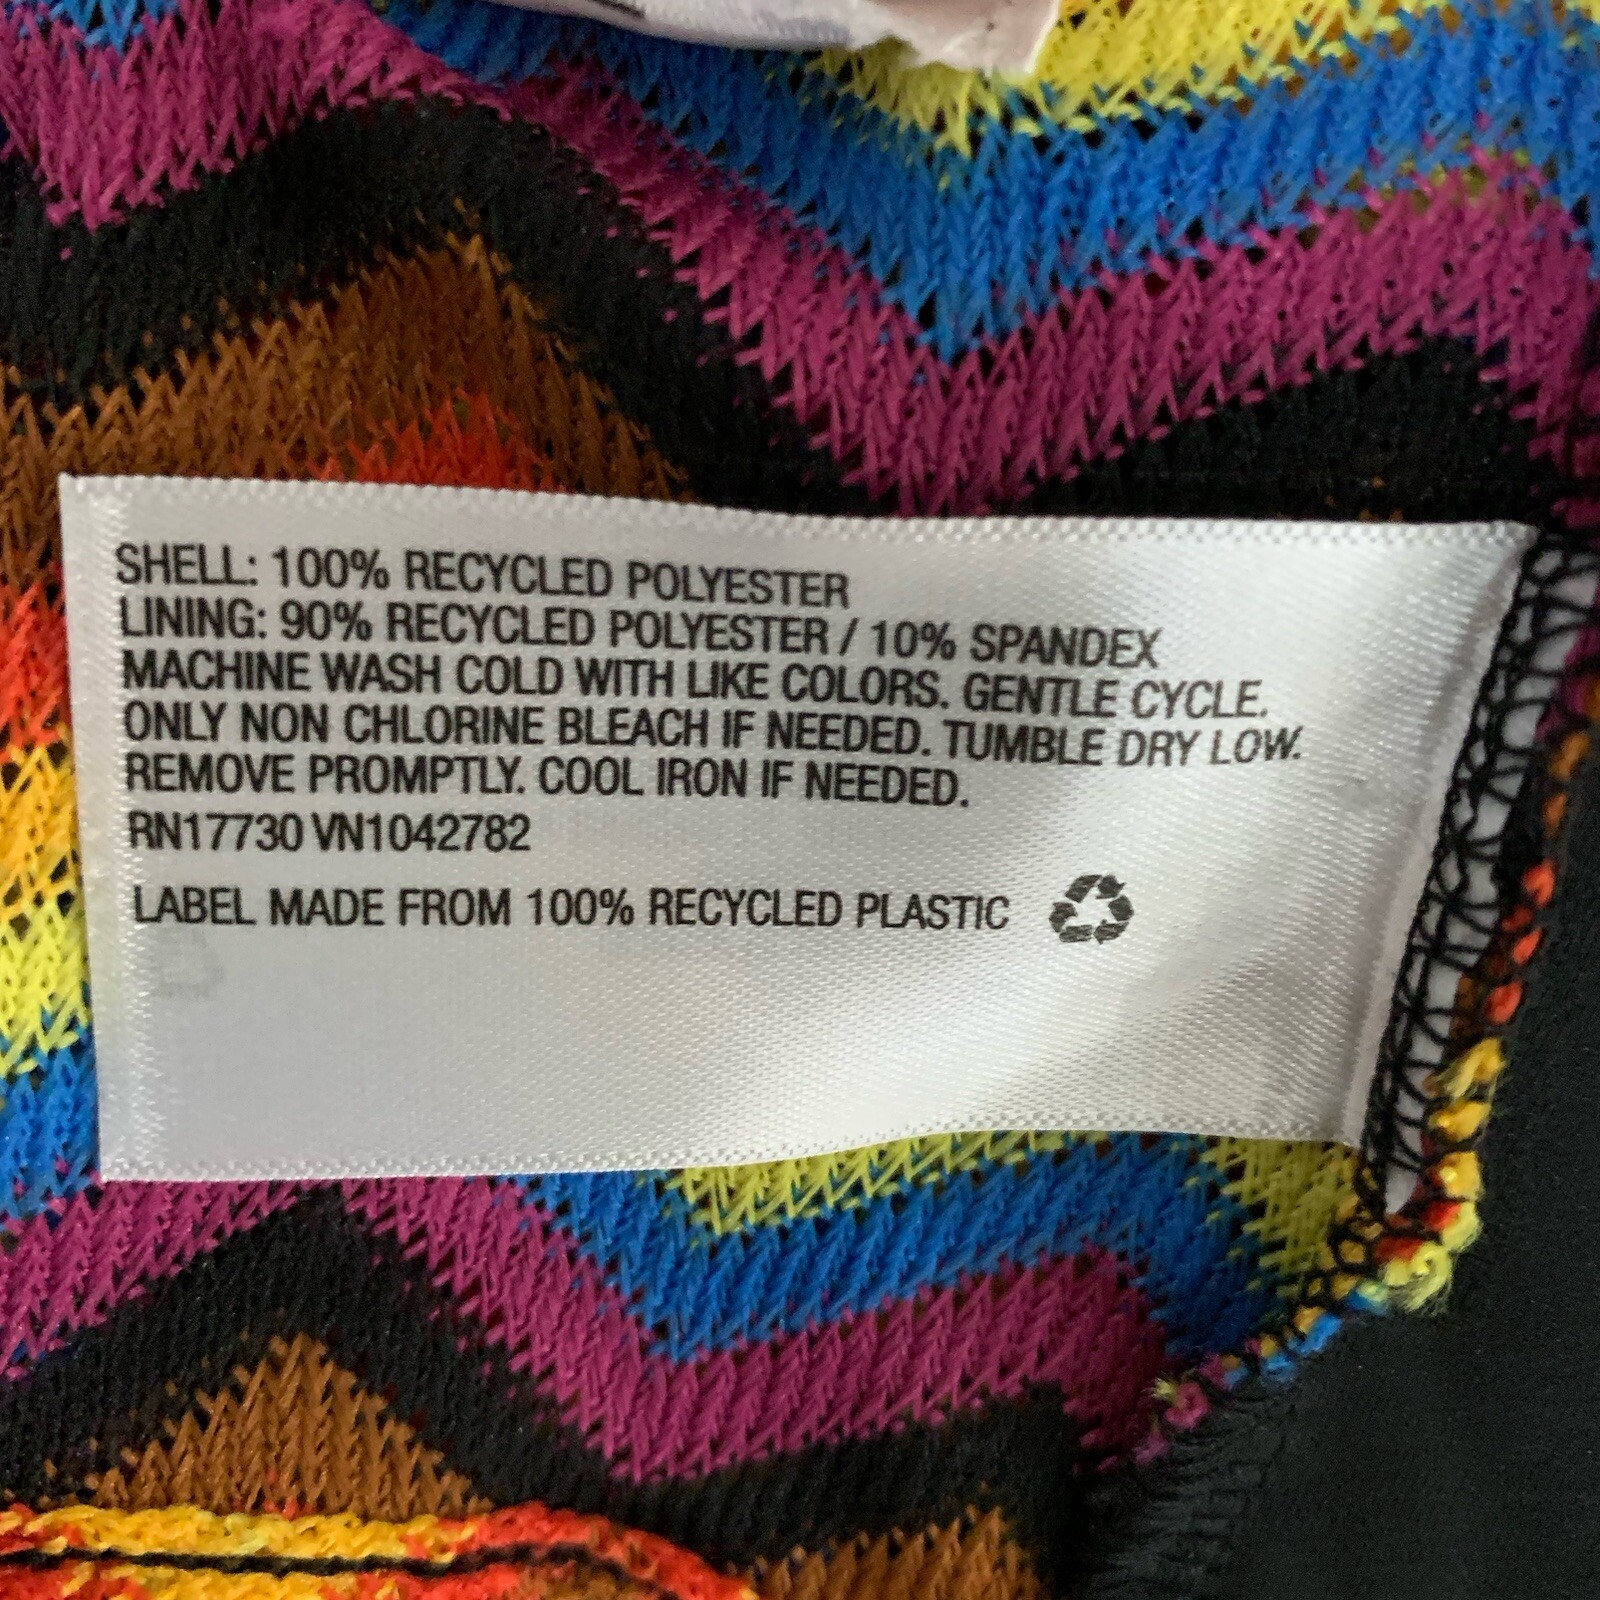 SHELL: 100% RECYCLED POLYESTER
LINING: 90% RECYCLED POLYESTER / 10% SPANDEX
MACHINE WASH COLD WITH LIKE COLORS. GENTLE CYCLE.
ONLY NON CHLORINE BLEACH IF NEEDED. TUMBLE DRY LOW.
REMOVE PROMPTLY. COOL IRON IF NEEDED.
RN17730 VN1042782
LABEL MADE FROM 100% RECYCLED PLASTIC